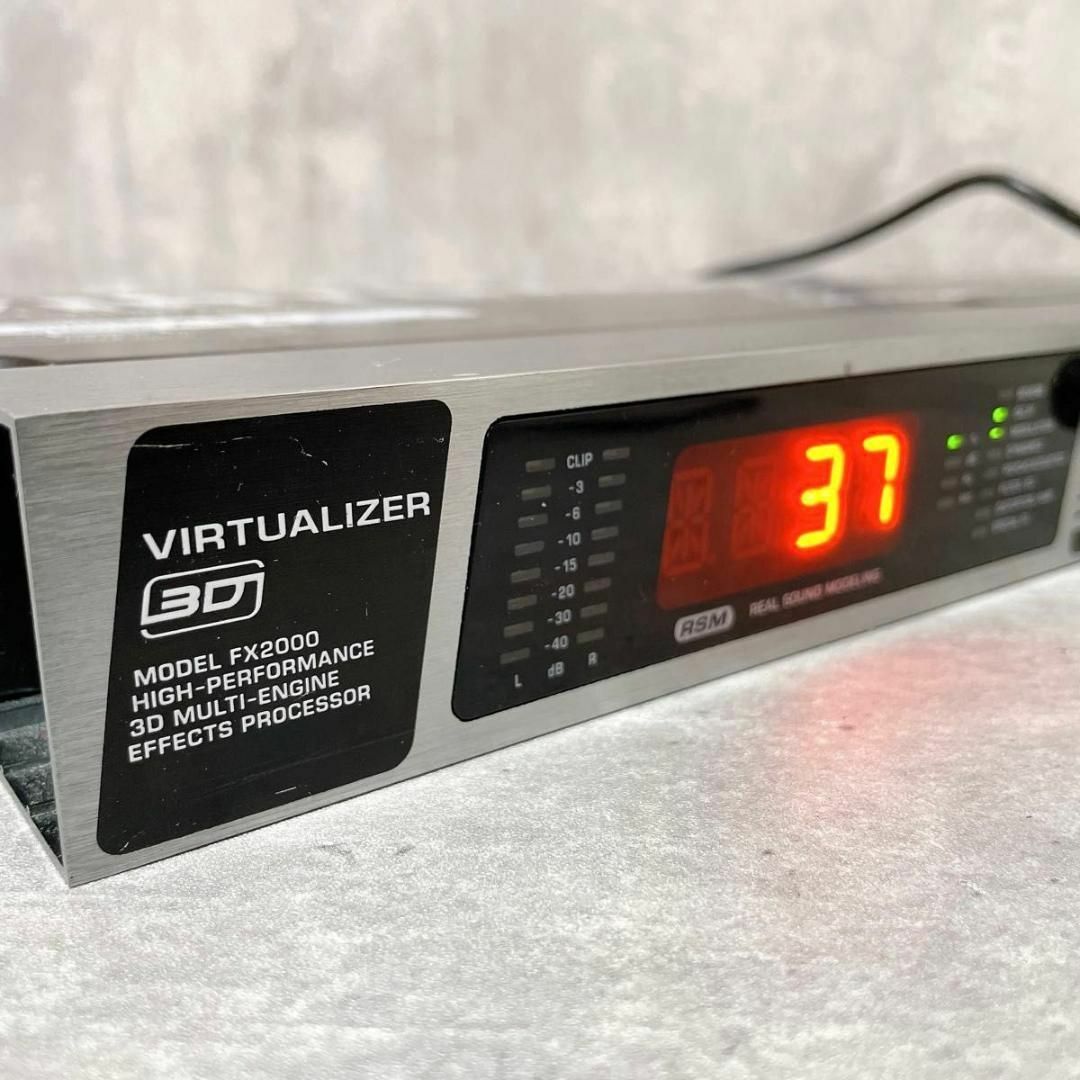 VIRTUALIZER
3D
MODEL FX2000
HIGH-PERFORMANCE
3D MULTI-ENGINE
EFFECTS PROCESSOR
CLIP
-3
-6
-10
-15
-20
-30
-40
L dB R
37
RSM REAL SOUND MODELING